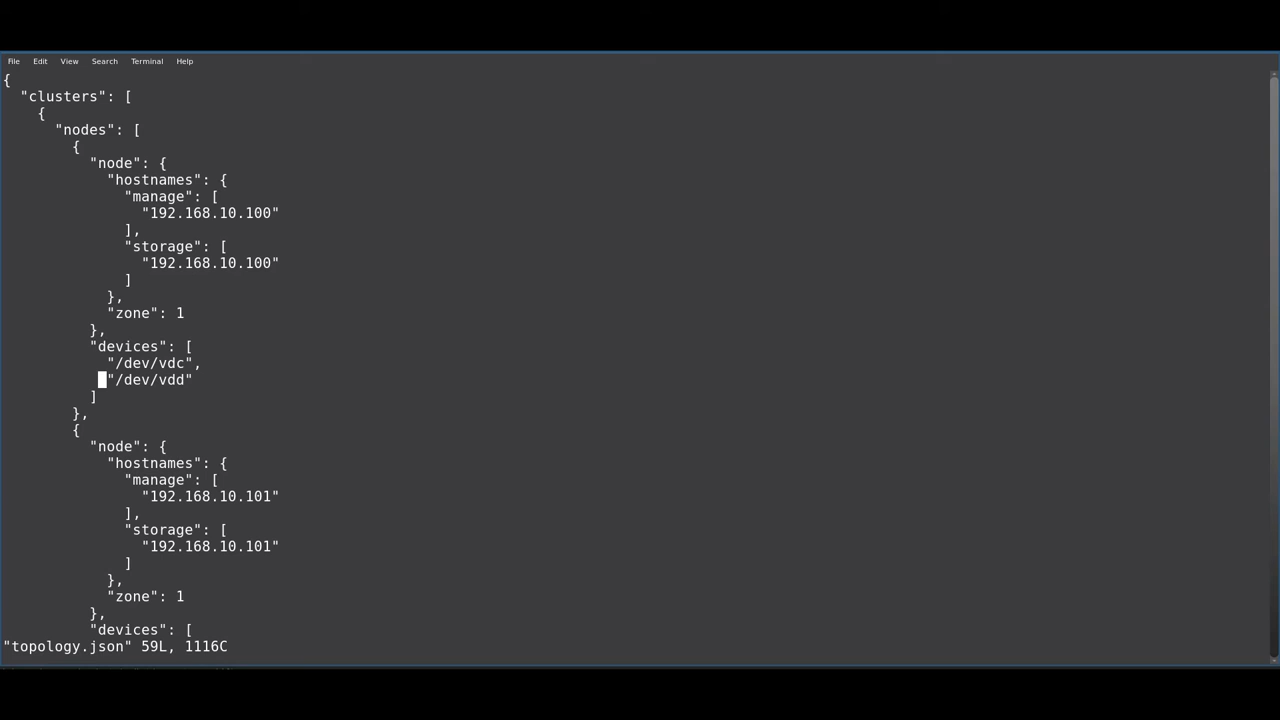 File Edit View Search Terminal Help
{
  "clusters": [
    {
      "nodes": [
        {
          "node": {
            "hostnames": {
              "manage": [
                "192.168.10.100"
              ],
              "storage": [
                "192.168.10.100"
              ]
            },
            "zone": 1
          },
          "devices": [
            "/dev/vdc",
            "/dev/vdd"
          ]
        },
        {
          "node": {
            "hostnames": {
              "manage": [
                "192.168.10.101"
              ],
              "storage": [
                "192.168.10.101"
              ]
            },
            "zone": 1
          },
          "devices": [
"topology.json" 59L, 1116C